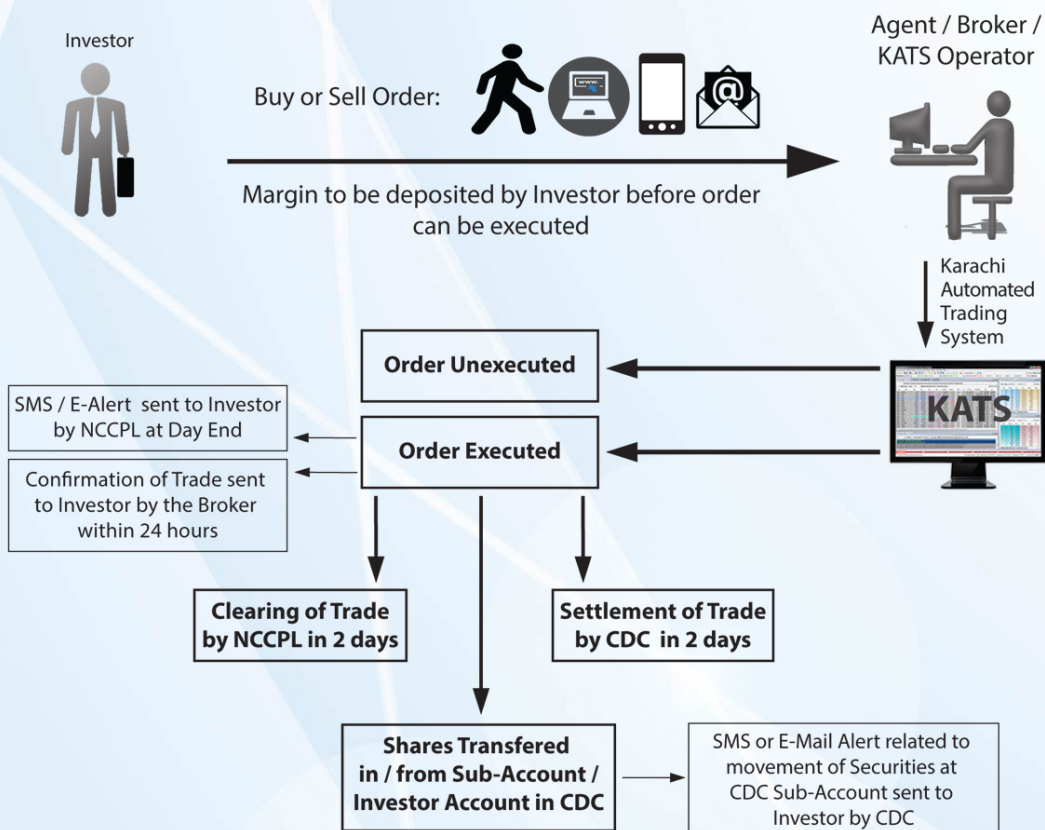 Investor
Agent / Broker /
KATS Operator
Buy or Sell Order:
www.
@
Margin to be deposited by Investor before order
can be executed
Karachi
Automated
Trading
System
KATS
Order Unexecuted
SMS / E-Alert sent to Investor
by NCCPL at Day End
Order Executed
Confirmation of Trade sent
to Investor by the Broker
within 24 hours
Clearing of Trade
by NCCPL in 2 days
Settlement of Trade
by CDC in 2 days
Shares Transfered
in / from Sub-Account /
Investor Account in CDC
SMS or E-Mail Alert related to
movement of Securities at
CDC Sub-Account sent to
Investor by CDC